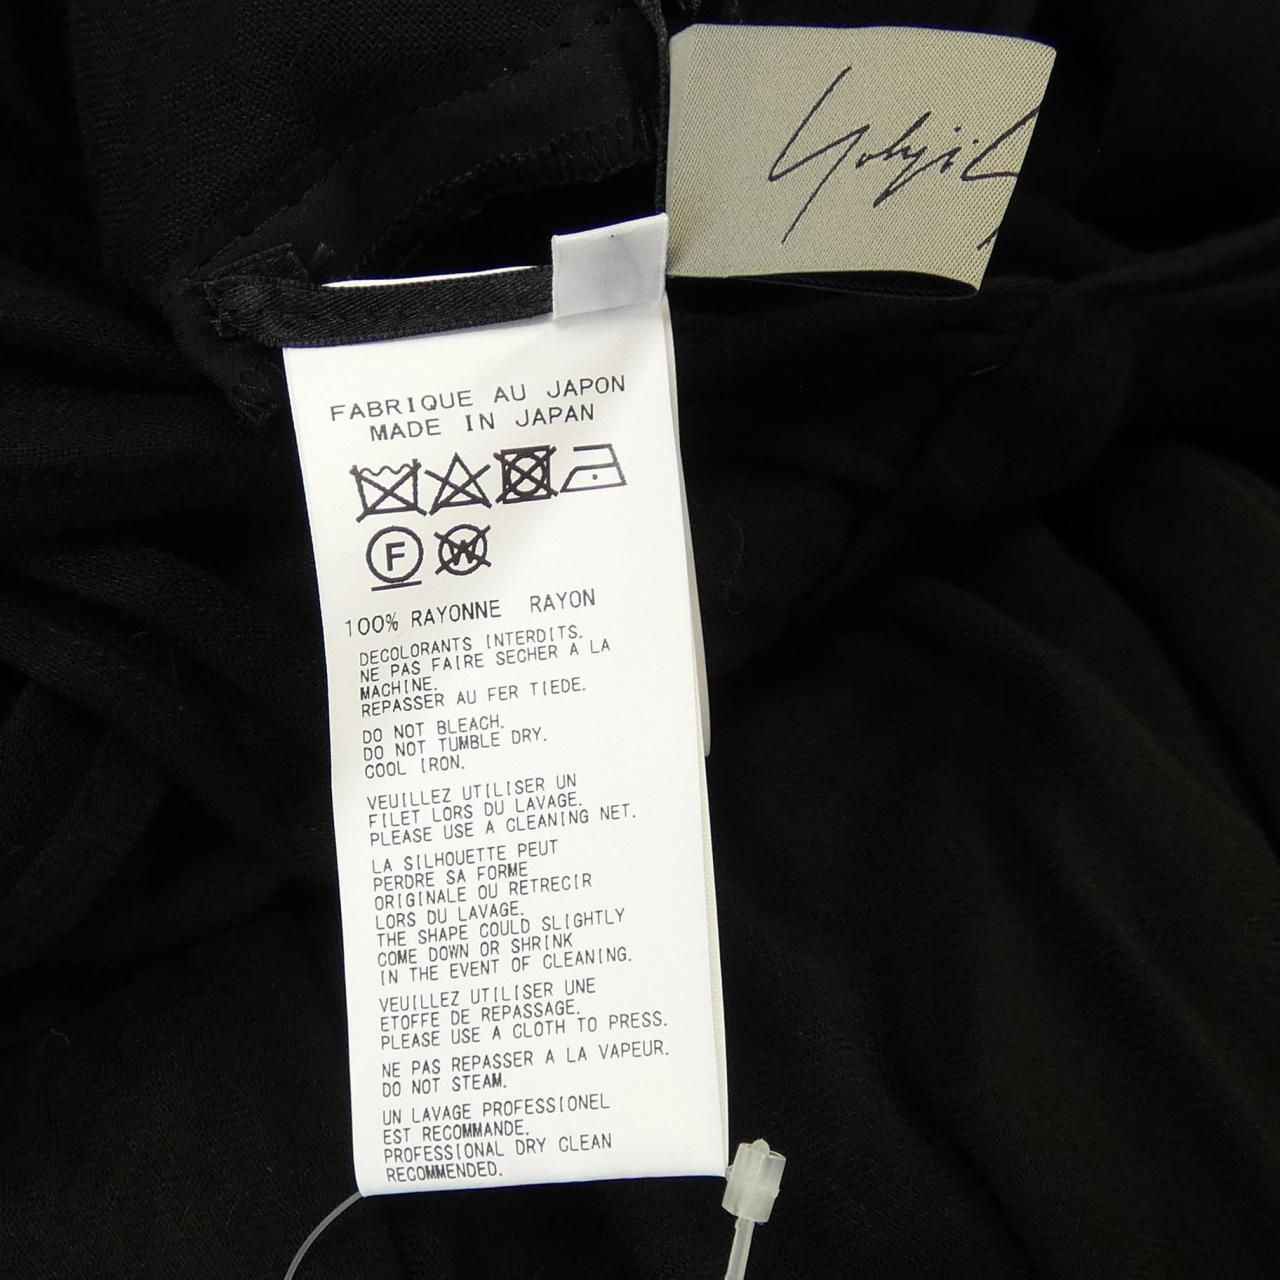 Yohji
FABRIQUE AU JAPON
MADE IN JAPAN
F W
100% RAYONNE RAYON
DECOLORANTS INTERDITS.
NE PAS FAIRE SECHER A LA
MACHINE.
REPASSER AU FER TIEDE.
DO NOT BLEACH.
DO NOT TUMBLE DRY.
COOL IRON.
VEUILLEZ UTILISER UN
FILET LORS DU LAVAGE.
PLEASE USE A CLEANING NET.
LA SILHOUETTE PEUT
PERDRE SA FORME
ORIGINALE OU RETRECIR
LORS DU LAVAGE.
THE SHAPE COULD SLIGHTLY
COME DOWN OR SHRINK
IN THE EVENT OF CLEANING.
VEUILLEZ UTILISER UNE
ETOFFE DE REPASSAGE.
PLEASE USE A CLOTH TO PRESS.
NE PAS REPASSER A LA VAPEUR.
DO NOT STEAM.
UN LAVAGE PROFESSIONEL
EST RECOMMANDE.
PROFESSIONAL DRY CLEAN
RECOMMENDED.